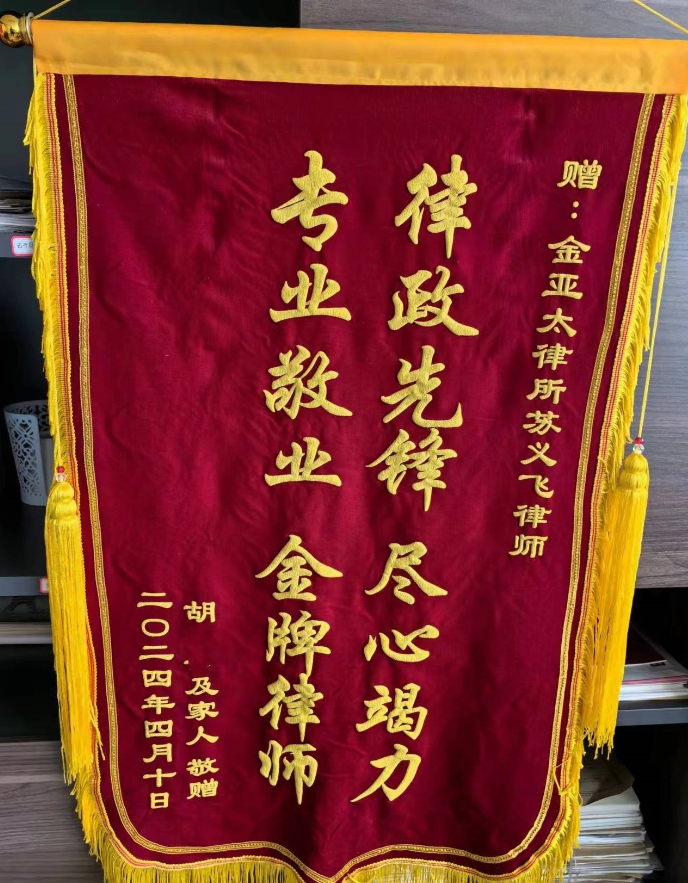 赠：金亚太律所苏义飞律师
律政先锋 尽心竭力
专业敬业 金牌律师
胡 及家人 敬赠
二〇二四年四月十日